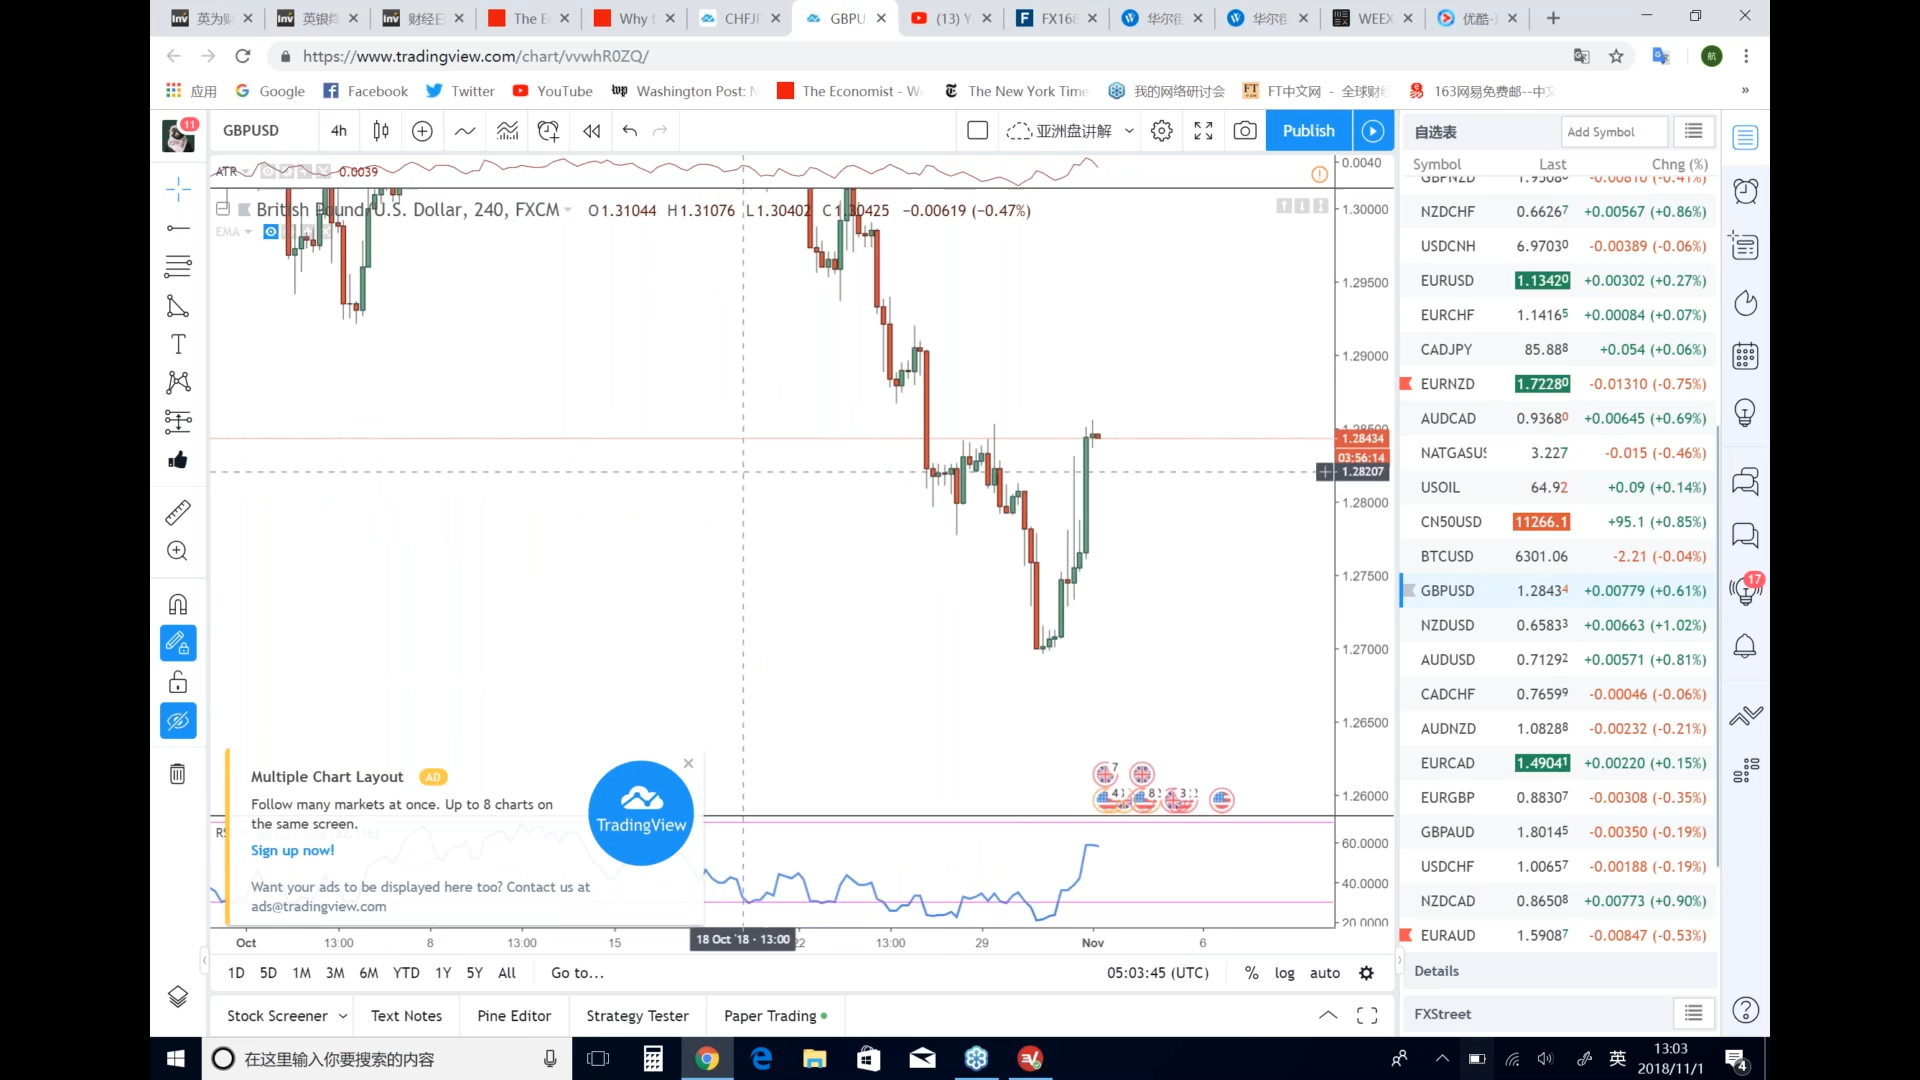 英为财
英银约
财经日
The E
Why t
CHFJP
GBPU
(13) Y
FX168
华尔街
华尔街
WEEX
优酷-
https://www.tradingview.com/chart/vvwhR0ZQ/
应用 Google Facebook Twitter YouTube Washington Post: The Economist - W The New York Time 我的网络研讨会 FT中文网 - 全球财经 163网易免费邮--中文
11
GBPUSD 4h
亚洲盘讲解
Publish
ATR 0.0039
British Pound/U.S. Dollar, 240, FXCM O1.31044 H1.31076 L1.30402 C1.30425 −0.00619 (−0.47%)
EMA
0.0040
1.30000
1.29500
1.29000
1.28500
1.28434
03:56:14
1.28207
1.28000
1.27500
1.27000
1.26500
1.26000
60.0000
40.0000
20.0000
Multiple Chart Layout AD
Follow many markets at once. Up to 8 charts on
the same screen.
Sign up now!
Want your ads to be displayed here too? Contact us at
ads@tradingview.com
TradingView
Oct 13:00 8 13:00 15 18 Oct '18 - 13:00 22 13:00 29 Nov 6
1D 5D 1M 3M 6M YTD 1Y 5Y All Go to...
05:03:45 (UTC) % log auto
Stock Screener Text Notes Pine Editor Strategy Tester Paper Trading
自选表 Add Symbol
Symbol Last Chng (%)
GBPNZD 1.95086 -0.00810 (-0.41%)
NZDCHF 0.66267 +0.00567 (+0.86%)
USDCNH 6.97030 -0.00389 (-0.06%)
EURUSD 1.13420 +0.00302 (+0.27%)
EURCHF 1.14165 +0.00084 (+0.07%)
CADJPY 85.888 +0.054 (+0.06%)
EURNZD 1.72280 -0.01310 (-0.75%)
AUDCAD 0.93680 +0.00645 (+0.69%)
NATGASUS 3.227 -0.015 (-0.46%)
USOIL 64.92 +0.09 (+0.14%)
CN50USD 11266.1 +95.1 (+0.85%)
BTCUSD 6301.06 -2.21 (-0.04%)
GBPUSD 1.28434 +0.00779 (+0.61%)
NZDUSD 0.65833 +0.00663 (+1.02%)
AUDUSD 0.71292 +0.00571 (+0.81%)
CADCHF 0.76599 -0.00046 (-0.06%)
AUDNZD 1.08288 -0.00232 (-0.21%)
EURCAD 1.49041 +0.00220 (+0.15%)
EURGBP 0.88307 -0.00308 (-0.35%)
GBPAUD 1.80145 -0.00350 (-0.19%)
USDCHF 1.00657 -0.00188 (-0.19%)
NZDCAD 0.86508 +0.00773 (+0.90%)
EURAUD 1.59087 -0.00847 (-0.53%)
Details
FXStreet
17
在这里输入你要搜索的内容
英
13:03
2018/11/1
4